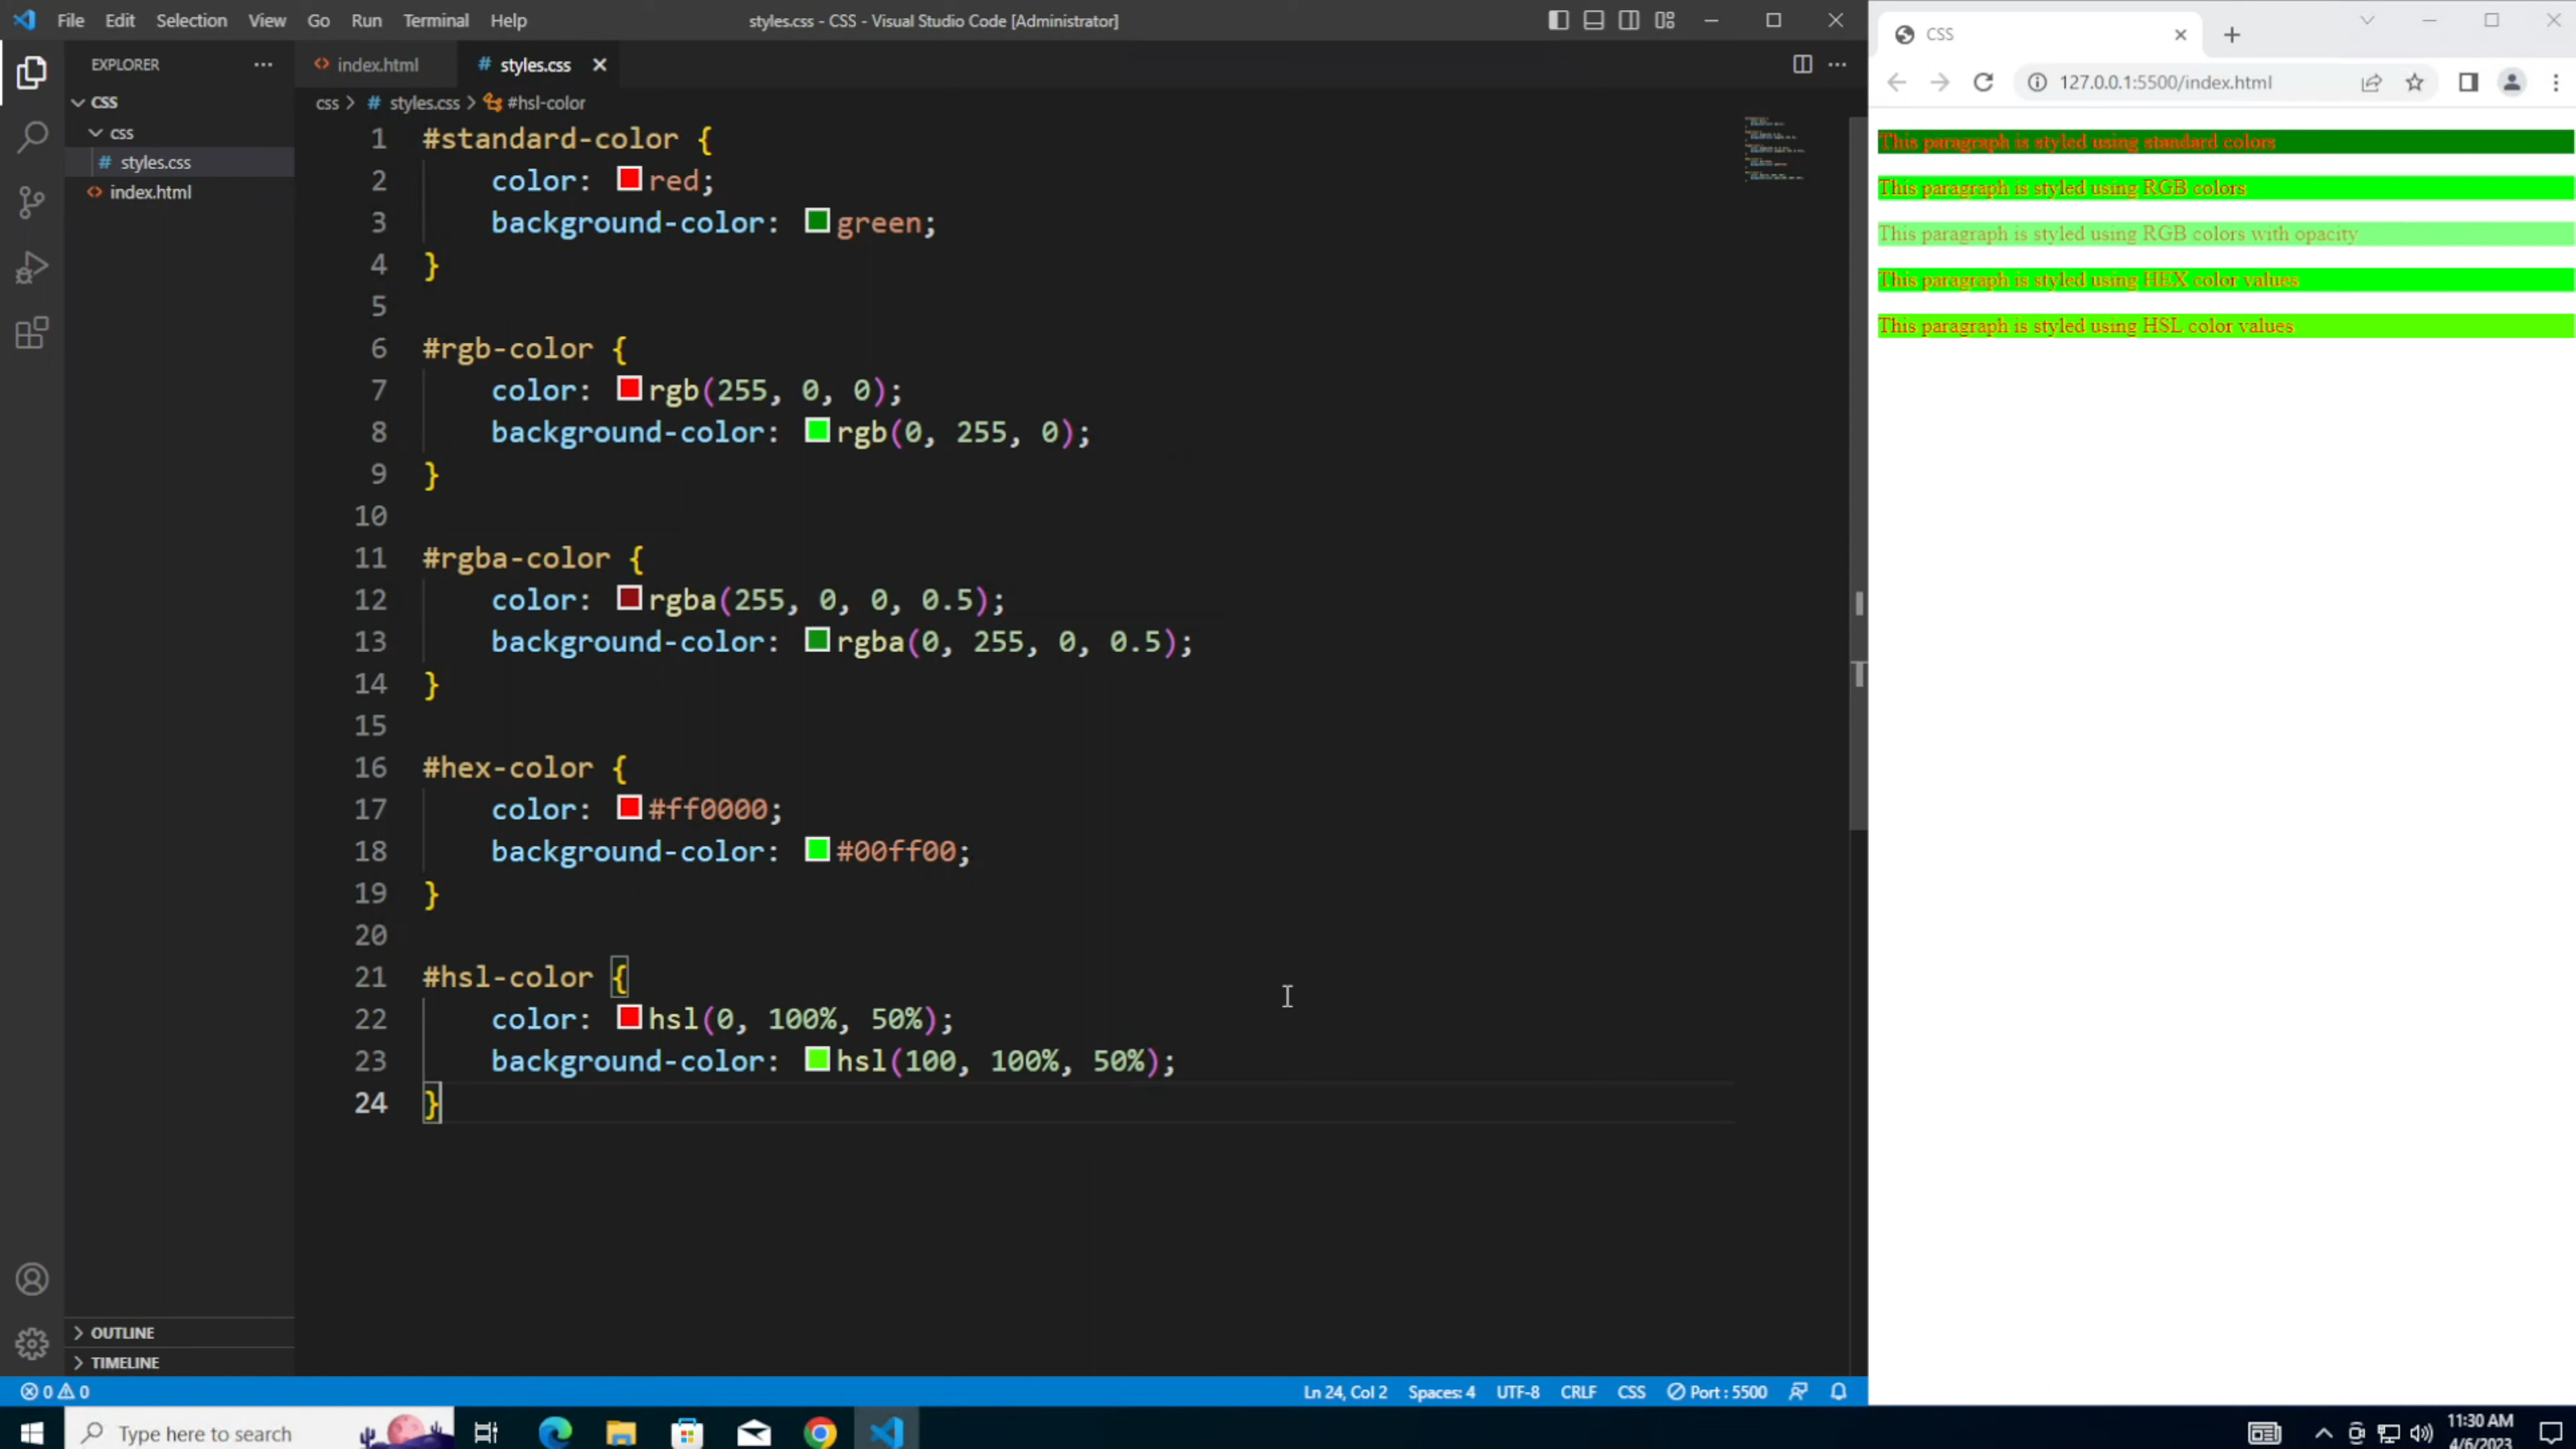 File Edit Selection View Go Run Terminal Help
styles.css - CSS - Visual Studio Code [Administrator]
EXPLORER
CSS
css
# styles.css
<> index.html
OUTLINE
TIMELINE
<> index.html
# styles.css
css > # styles.css > #hsl-color
1 #standard-color {
2 color: red;
3 background-color: green;
4 }
5
6 #rgb-color {
7 color: rgb(255, 0, 0);
8 background-color: rgb(0, 255, 0);
9 }
10
11 #rgba-color {
12 color: rgba(255, 0, 0, 0.5);
13 background-color: rgba(0, 255, 0, 0.5);
14 }
15
16 #hex-color {
17 color: #ff0000;
18 background-color: #00ff00;
19 }
20
21 #hsl-color {
22 color: hsl(0, 100%, 50%);
23 background-color: hsl(100, 100%, 50%);
24 }
0 0
Ln 24, Col 2 Spaces: 4 UTF-8 CRLF CSS Port : 5500
CSS
127.0.0.1:5500/index.html
This paragraph is styled using standard colors
This paragraph is styled using RGB colors
This paragraph is styled using RGB colors with opacity
This paragraph is styled using HEX color values
This paragraph is styled using HSL color values
Type here to search
11:30 AM
4/6/2023